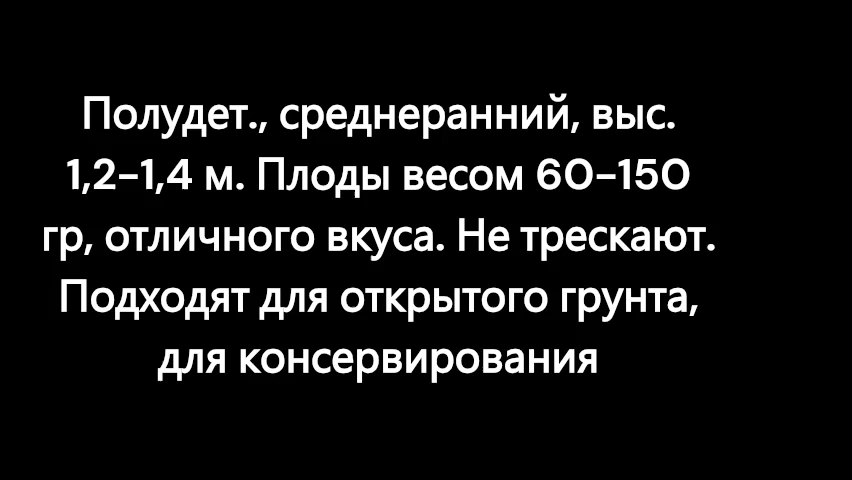 Полудет., среднеранний, выс.
1,2–1,4 м. Плоды весом 60–150
гр, отличного вкуса. Не трескают.
Подходят для открытого грунта,
для консервирования